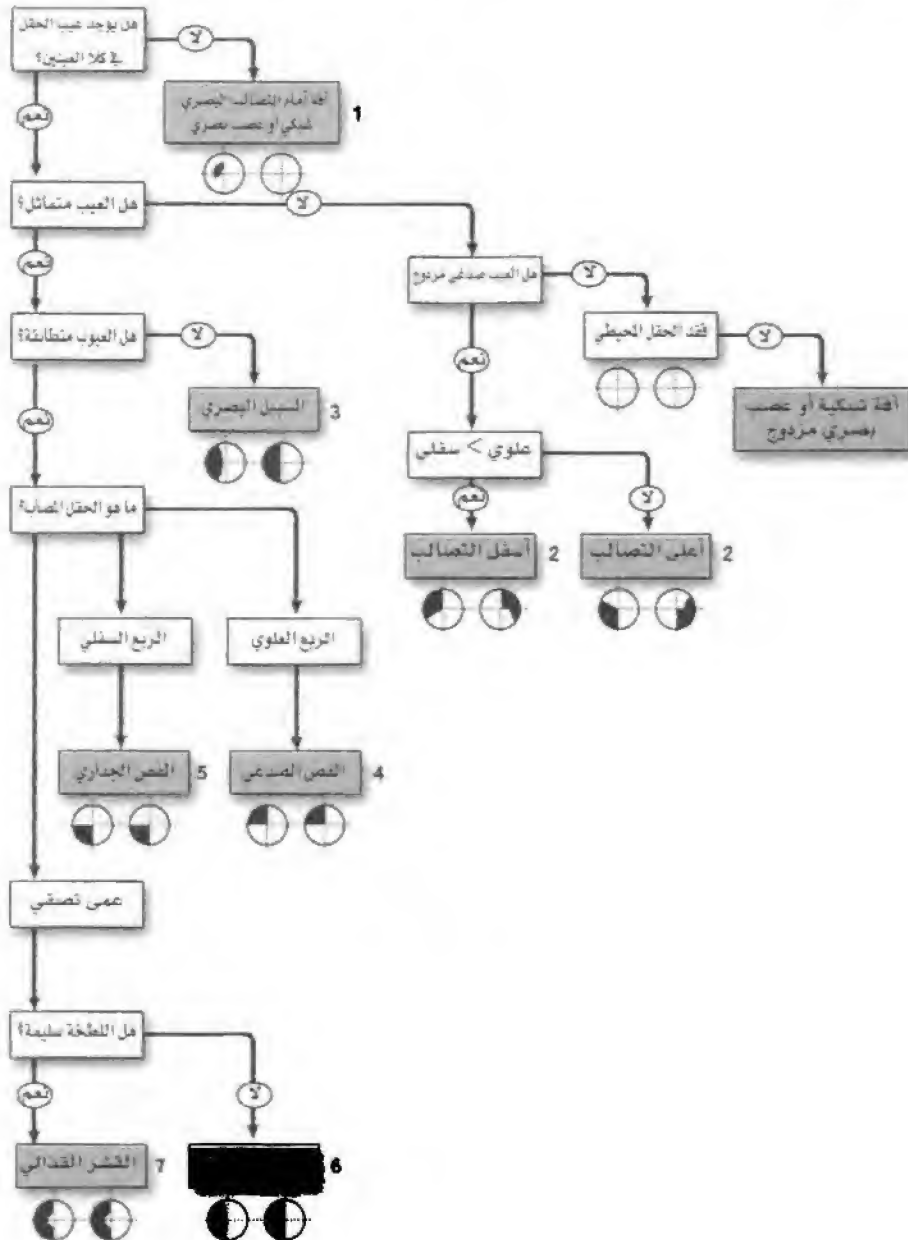 هل يوجد عيب الحقل
في كلا العينين؟
لا
نعم
آفة أمام التصالب البصري
شبكي أو عصب بصري
1
هل العيب متماثل؟
لا
نعم
هل العيب صدغي مزدوج
لا
نعم
فقد الحقل المحيطي
لا
آفة شبكية أو عصب
بصري مزدوج
هل العيوب متطابقة؟
لا
نعم
السبيل البصري
3
علوي > سفلي
نعم
لا
أسفل التصالب
2
أعلى التصالب
2
ما هو الحقل المصاب؟
الربع السفلي
الربع العلوي
الفص الجداري
5
الفص الصدغي
4
عمى نصفي
هل اللطخة سليمة؟
نعم
لا
القشر القذالي
7
6